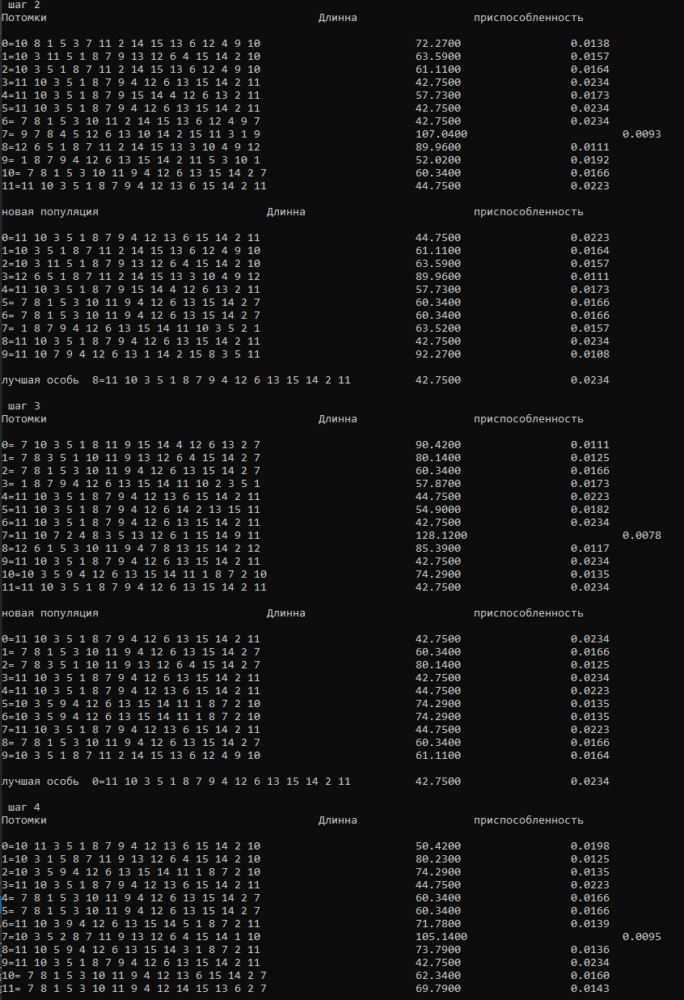 шаг 2
Потомки Длинна приспособленность
0=10 8 1 5 3 7 11 2 14 15 13 6 12 4 9 10 72.2700 0.0138
1=10 3 11 5 1 8 7 9 13 12 6 4 15 14 2 10 63.5900 0.0157
2=10 3 5 1 8 7 11 2 14 15 13 6 12 4 9 10 61.1100 0.0164
3=11 10 3 5 1 8 7 9 4 12 6 13 15 14 2 11 42.7500 0.0234
4=11 10 3 5 1 8 7 9 15 14 4 12 6 13 2 11 57.7300 0.0173
5=11 10 3 5 1 8 7 9 4 12 6 13 15 14 2 11 42.7500 0.0234
6= 7 8 1 5 3 10 11 2 14 15 13 6 12 4 9 7 42.7500 0.0234
7= 9 7 8 4 5 12 6 13 10 14 2 15 11 3 1 9 107.0400 0.0093
8=12 6 5 1 8 7 11 2 14 15 13 3 10 4 9 12 89.9600 0.0111
9= 1 8 7 9 4 12 6 13 15 14 2 11 5 3 10 1 52.0200 0.0192
10= 7 8 1 5 3 10 11 9 4 12 6 13 15 14 2 7 60.3400 0.0166
11=11 10 3 5 1 8 7 9 4 12 13 6 15 14 2 11 44.7500 0.0223
новая популяция Длинна приспособленность
0=11 10 3 5 1 8 7 9 4 12 13 6 15 14 2 11 44.7500 0.0223
1=10 3 5 1 8 7 11 2 14 15 13 6 12 4 9 10 61.1100 0.0164
2=10 3 11 5 1 8 7 9 13 12 6 4 15 14 2 10 63.5900 0.0157
3=12 6 5 1 8 7 11 2 14 15 13 3 10 4 9 12 89.9600 0.0111
4=11 10 3 5 1 8 7 9 15 14 4 12 6 13 2 11 57.7300 0.0173
5= 7 8 1 5 3 10 11 9 4 12 6 13 15 14 2 7 60.3400 0.0166
6= 7 8 1 5 3 10 11 9 4 12 6 13 15 14 2 7 60.3400 0.0166
7= 1 8 7 9 4 12 6 13 15 14 11 10 3 5 2 1 63.5200 0.0157
8=11 10 3 5 1 8 7 9 4 12 6 13 15 14 2 11 42.7500 0.0234
9=11 10 7 9 4 12 6 13 1 14 2 15 8 3 5 11 92.2700 0.0108
лучшая особь 8=11 10 3 5 1 8 7 9 4 12 6 13 15 14 2 11 42.7500 0.0234
шаг 3
Потомки Длинна приспособленность
0= 7 10 3 5 1 8 11 9 15 14 4 12 6 13 2 7 90.4200 0.0111
1= 7 8 3 5 1 10 11 9 13 12 6 4 15 14 2 7 80.1400 0.0125
2= 7 8 1 5 3 10 11 9 4 12 6 13 15 14 2 7 60.3400 0.0166
3= 1 8 7 9 4 12 6 13 15 14 11 10 2 3 5 1 57.8700 0.0173
4=11 10 3 5 1 8 7 9 4 12 13 6 15 14 2 11 44.7500 0.0223
5=11 10 3 5 1 8 7 9 4 12 6 14 2 13 15 11 54.9000 0.0182
6=11 10 3 5 1 8 7 9 4 12 6 13 15 14 2 11 42.7500 0.0234
7=11 10 7 2 4 8 3 5 13 12 6 1 15 14 9 11 128.1200 0.0078
8=12 6 1 5 3 10 11 9 4 7 8 13 15 14 2 12 85.3900 0.0117
9=11 10 3 5 1 8 7 9 4 12 6 13 15 14 2 11 42.7500 0.0234
10=10 3 5 9 4 12 6 13 15 14 11 1 8 7 2 10 74.2900 0.0135
11=11 10 3 5 1 8 7 9 4 12 6 13 15 14 2 11 42.7500 0.0234
новая популяция Длинна приспособленность
0=11 10 3 5 1 8 7 9 4 12 6 13 15 14 2 11 42.7500 0.0234
1= 7 8 1 5 3 10 11 9 4 12 6 13 15 14 2 7 60.3400 0.0166
2= 7 8 3 5 1 10 11 9 13 12 6 4 15 14 2 7 80.1400 0.0125
3=11 10 3 5 1 8 7 9 4 12 6 13 15 14 2 11 42.7500 0.0234
4=11 10 3 5 1 8 7 9 4 12 13 6 15 14 2 11 44.7500 0.0223
5=10 3 5 9 4 12 6 13 15 14 11 1 8 7 2 10 74.2900 0.0135
6=10 3 5 9 4 12 6 13 15 14 11 1 8 7 2 10 74.2900 0.0135
7=11 10 3 5 1 8 7 9 4 12 13 6 15 14 2 11 44.7500 0.0223
8= 7 8 1 5 3 10 11 9 4 12 6 13 15 14 2 7 60.3400 0.0166
9=10 3 5 1 8 7 11 2 14 15 13 6 12 4 9 10 61.1100 0.0164
лучшая особь 0=11 10 3 5 1 8 7 9 4 12 6 13 15 14 2 11 42.7500 0.0234
шаг 4
Потомки Длинна приспособленность
0=10 11 3 5 1 8 7 9 4 12 13 6 15 14 2 10 50.4200 0.0198
1=10 3 1 5 8 7 11 9 13 12 6 4 15 14 2 10 80.2300 0.0125
2=10 3 5 9 4 12 6 13 15 14 11 1 8 7 2 10 74.2900 0.0135
3=11 10 3 5 1 8 7 9 4 12 13 6 15 14 2 11 44.7500 0.0223
4= 7 8 1 5 3 10 11 9 4 12 6 13 15 14 2 7 60.3400 0.0166
5= 7 8 1 5 3 10 11 9 4 12 6 13 15 14 2 7 60.3400 0.0166
6=11 10 3 9 4 12 6 13 15 14 5 1 8 7 2 11 71.7800 0.0139
7=10 3 5 2 8 7 11 9 13 12 6 4 15 14 1 10 105.1400 0.0095
8=11 10 5 9 4 12 6 13 15 14 3 1 8 7 2 11 73.7900 0.0136
9=11 10 3 5 1 8 7 9 4 12 6 13 15 14 2 11 42.7500 0.0234
10= 7 8 1 5 3 10 11 9 4 12 13 6 15 14 2 7 62.3400 0.0160
11= 7 8 1 5 3 10 11 9 4 12 14 15 13 6 2 7 69.7900 0.0143